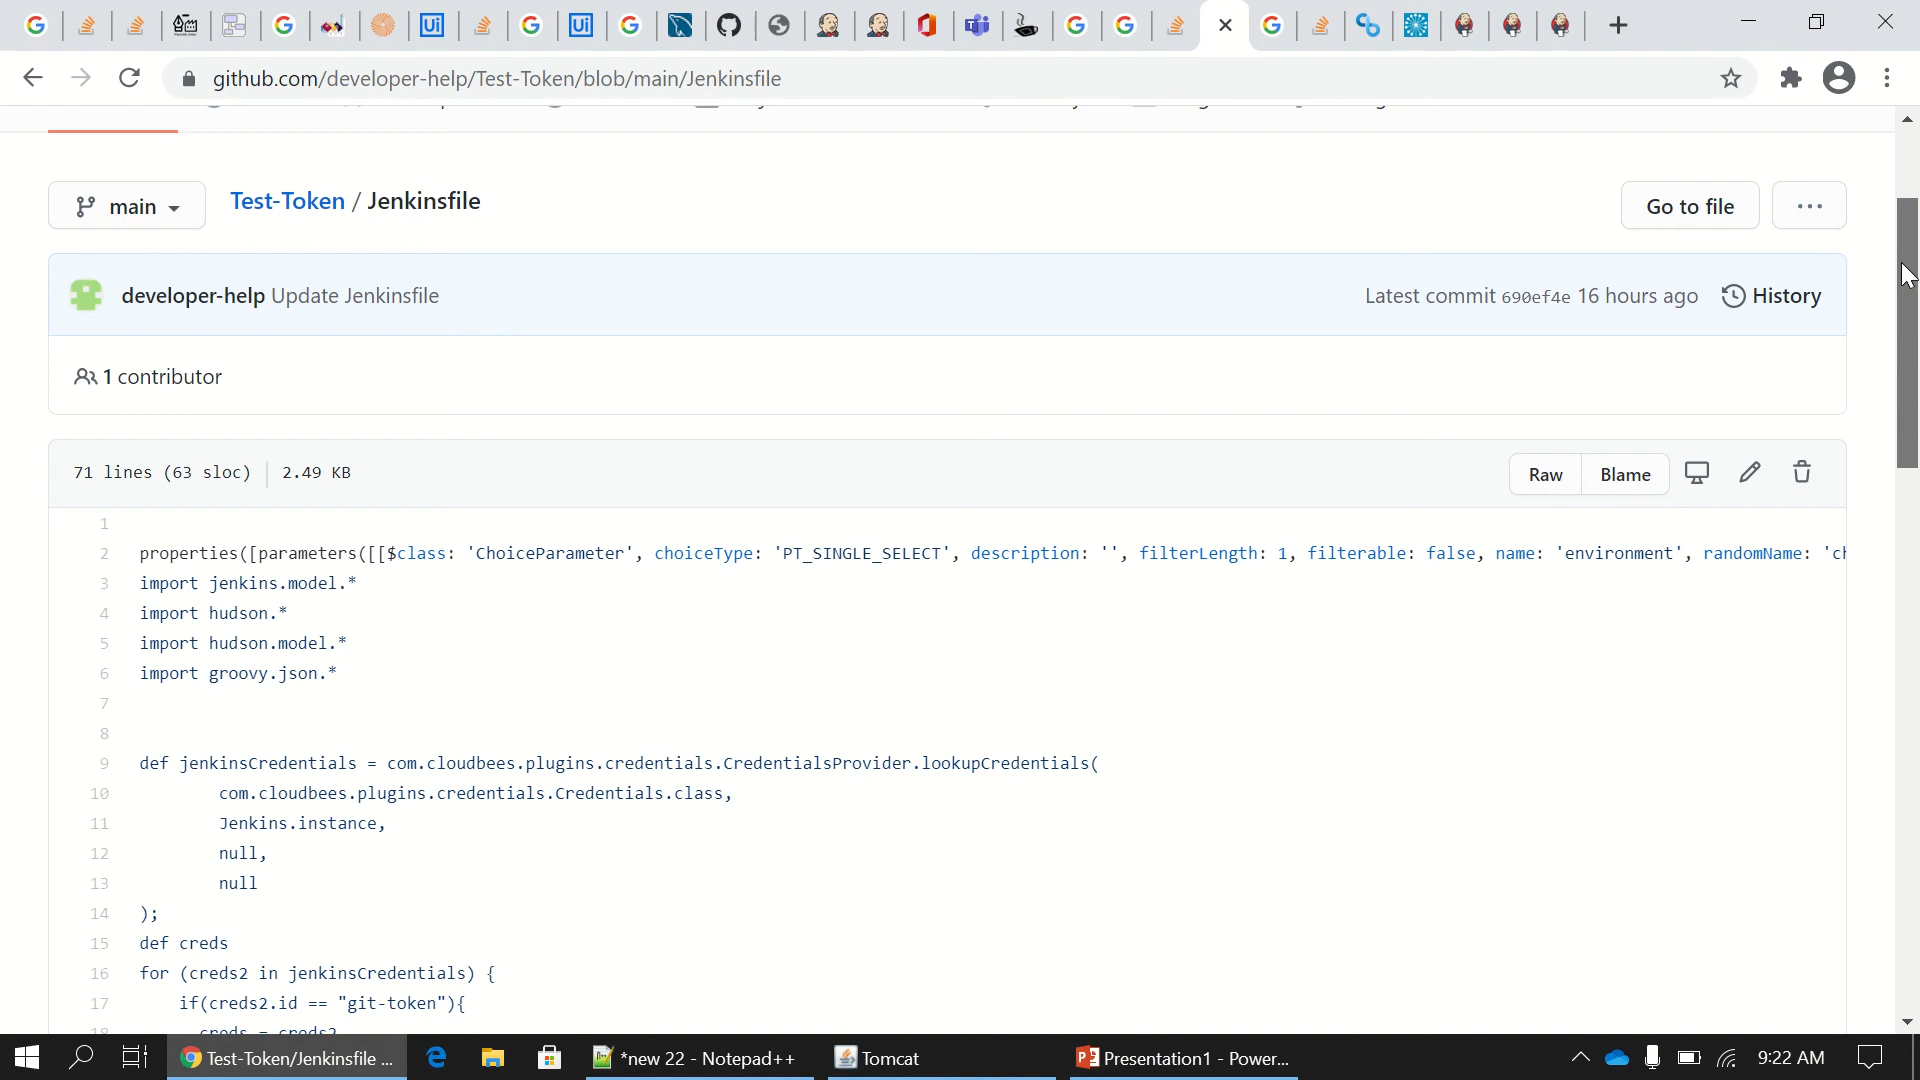 github.com/developer-help/Test-Token/blob/main/Jenkinsfile
main
Test-Token / Jenkinsfile
Go to file
developer-help Update Jenkinsfile
Latest commit 690ef4e 16 hours ago
History
1 contributor
71 lines (63 sloc)
2.49 KB
Raw
Blame
1
2 properties([parameters([[$class: 'ChoiceParameter', choiceType: 'PT_SINGLE_SELECT', description: '', filterLength: 1, filterable: false, name: 'environment', randomName: 'ch
3 import jenkins.model.*
4 import hudson.*
5 import hudson.model.*
6 import groovy.json.*
7
8
9 def jenkinsCredentials = com.cloudbees.plugins.credentials.CredentialsProvider.lookupCredentials(
10 com.cloudbees.plugins.credentials.Credentials.class,
11 Jenkins.instance,
12 null,
13 null
14 );
15 def creds
16 for (creds2 in jenkinsCredentials) {
17 if(creds2.id == "git-token"){
18 creds = creds2
Test-Token/Jenkinsfile ...
*new 22 - Notepad++
Tomcat
Presentation1 - Power...
9:22 AM